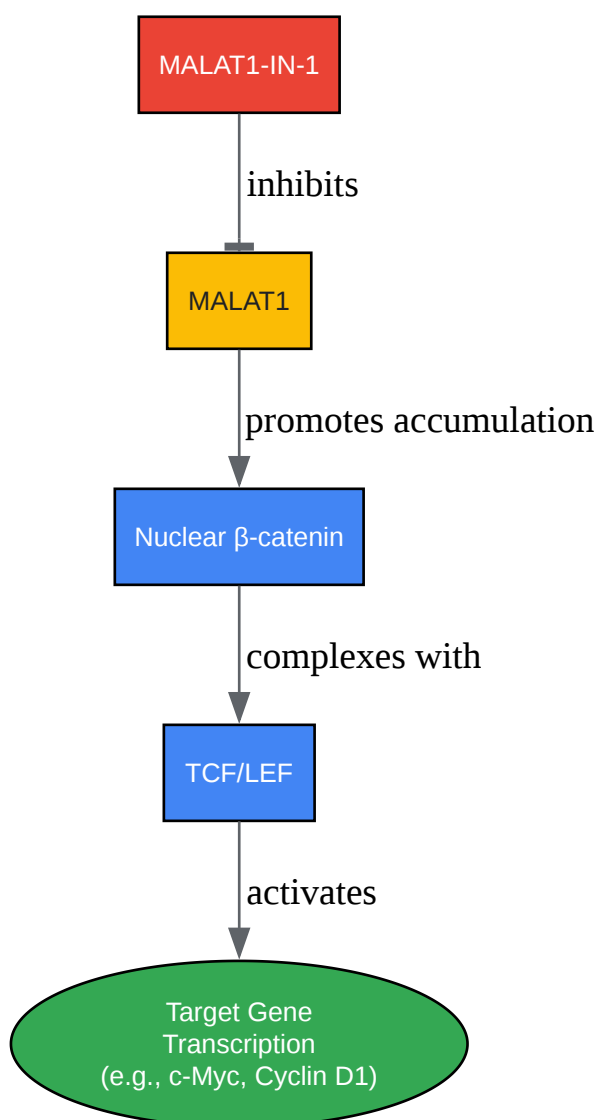 MALAT1-IN-1
inhibits
MALAT1
promotes accumulation
Nuclear β-catenin
complexes with
TCF/LEF
activates
Target Gene
Transcription
(e.g., c-Myc, Cyclin D1)